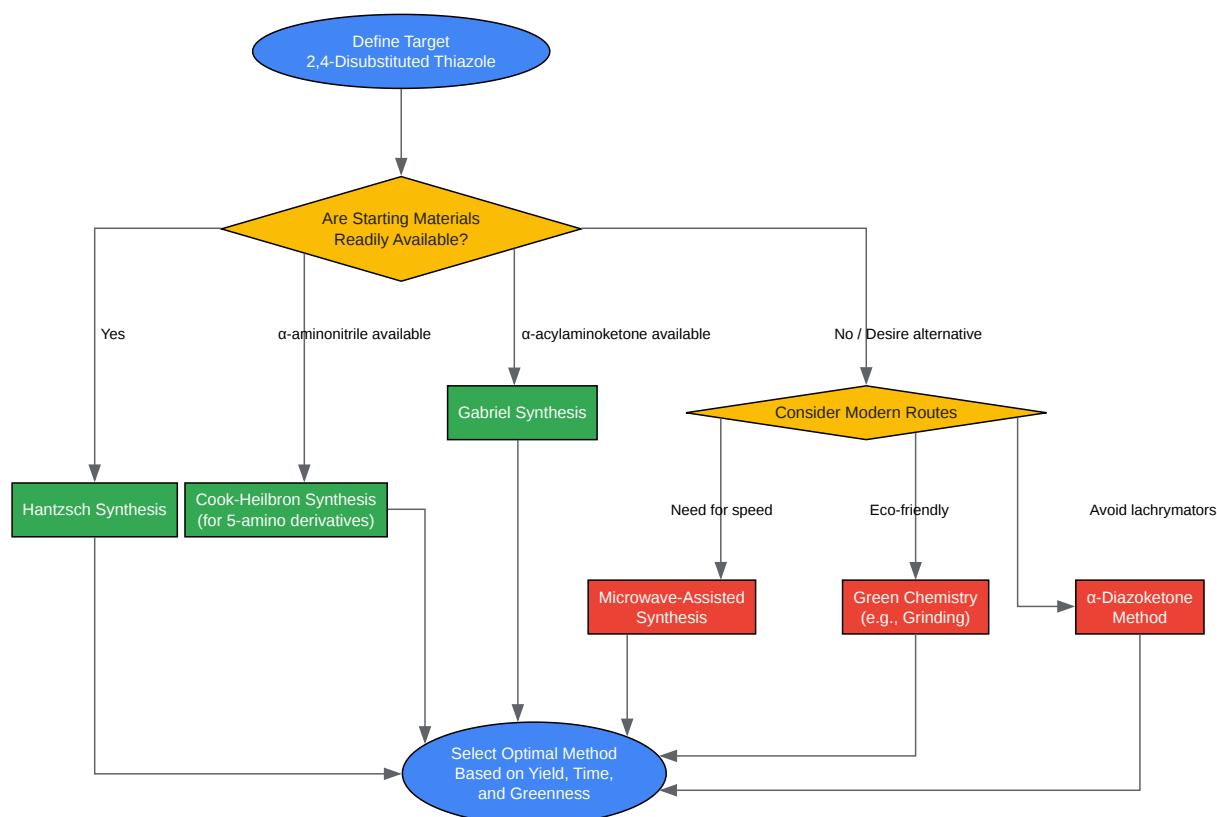 Define Target
2,4-Disubstituted Thiazole
Are Starting Materials
Readily Available?
Yes
α-aminonitrile available
α-acylaminoketone available
No / Desire alternative
Gabriel Synthesis
Consider Modern Routes
Hantzsch Synthesis
Cook-Heilbron Synthesis
(for 5-amino derivatives)
Need for speed
Eco-friendly
Avoid lachrymators
Microwave-Assisted
Synthesis
Green Chemistry
(e.g., Grinding)
α-Diazoketone
Method
Select Optimal Method
Based on Yield, Time,
and Greenness